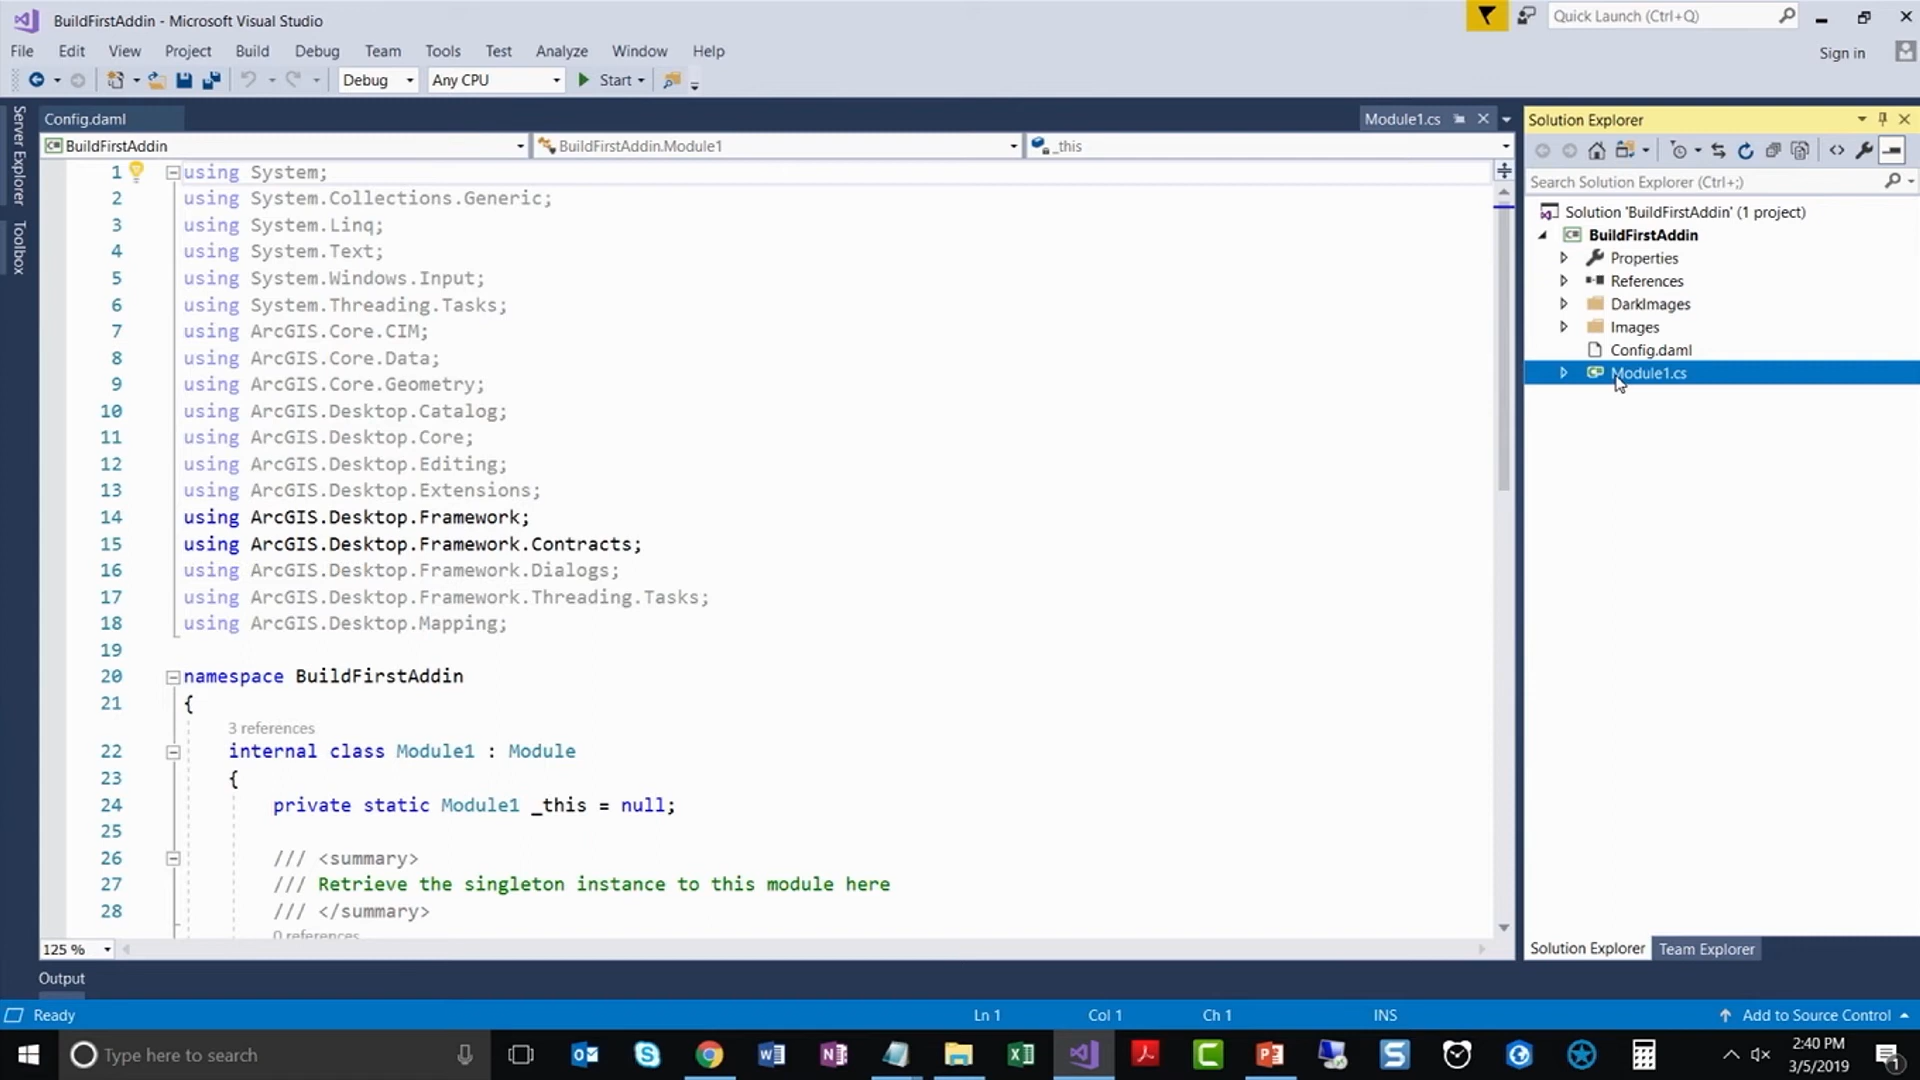 BuildFirstAddin - Microsoft Visual Studio
Quick Launch (Ctrl+Q)
File Edit View Project Build Debug Team Tools Test Analyze Window Help
Sign in
Debug Any CPU Start
Server Explorer
Toolbox
Config.daml
Module1.cs
BuildFirstAddin BuildFirstAddin.Module1 _this
1 using System;
2 using System.Collections.Generic;
3 using System.Linq;
4 using System.Text;
5 using System.Windows.Input;
6 using System.Threading.Tasks;
7 using ArcGIS.Core.CIM;
8 using ArcGIS.Core.Data;
9 using ArcGIS.Core.Geometry;
10 using ArcGIS.Desktop.Catalog;
11 using ArcGIS.Desktop.Core;
12 using ArcGIS.Desktop.Editing;
13 using ArcGIS.Desktop.Extensions;
14 using ArcGIS.Desktop.Framework;
15 using ArcGIS.Desktop.Framework.Contracts;
16 using ArcGIS.Desktop.Framework.Dialogs;
17 using ArcGIS.Desktop.Framework.Threading.Tasks;
18 using ArcGIS.Desktop.Mapping;
19
20 namespace BuildFirstAddin
21 {
3 references
22 internal class Module1 : Module
23 {
24 private static Module1 _this = null;
25
26 /// <summary>
27 /// Retrieve the singleton instance to this module here
28 /// </summary>
0 references
125 %
Solution Explorer
Search Solution Explorer (Ctrl+;)
Solution 'BuildFirstAddin' (1 project)
BuildFirstAddin
Properties
References
DarkImages
Images
Config.daml
Module1.cs
Solution Explorer Team Explorer
Output
Ready Ln 1 Col 1 Ch 1 INS Add to Source Control
Type here to search
2:40 PM
3/5/2019
1